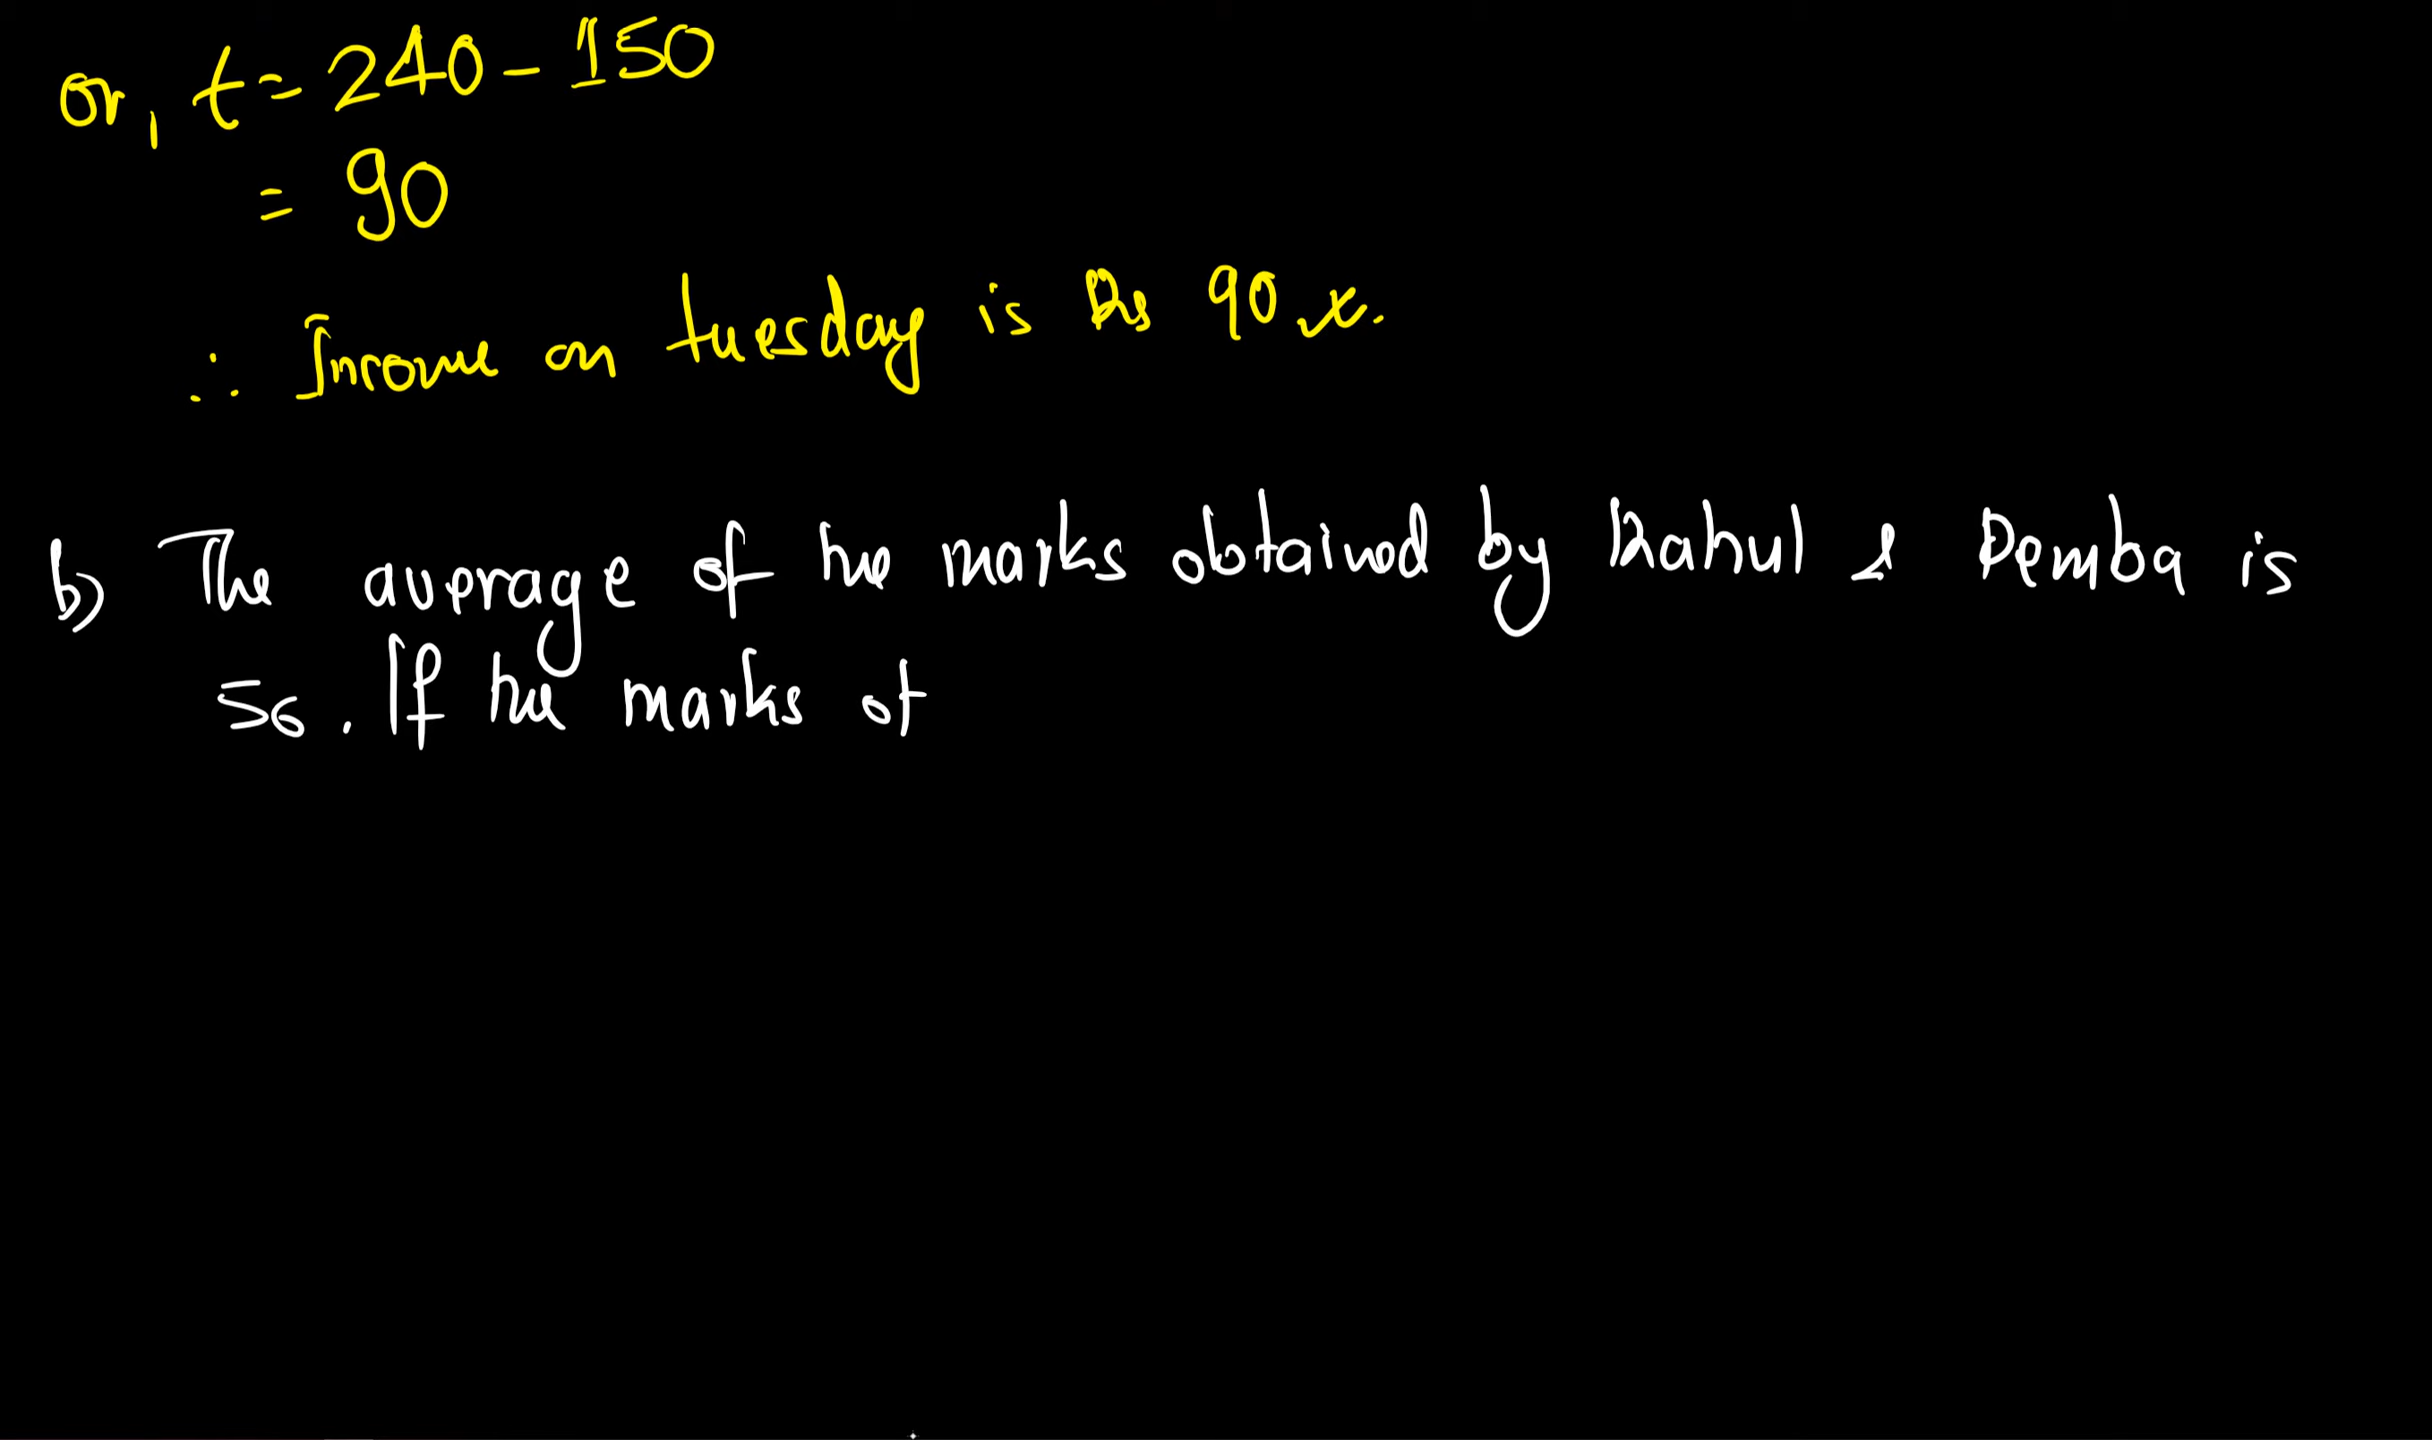 or, t = 240 - 150
= 90
∴ Income on tuesday is Rs 90
b) The average of the marks obtained by Rahul & Pemba is
56. If the marks of